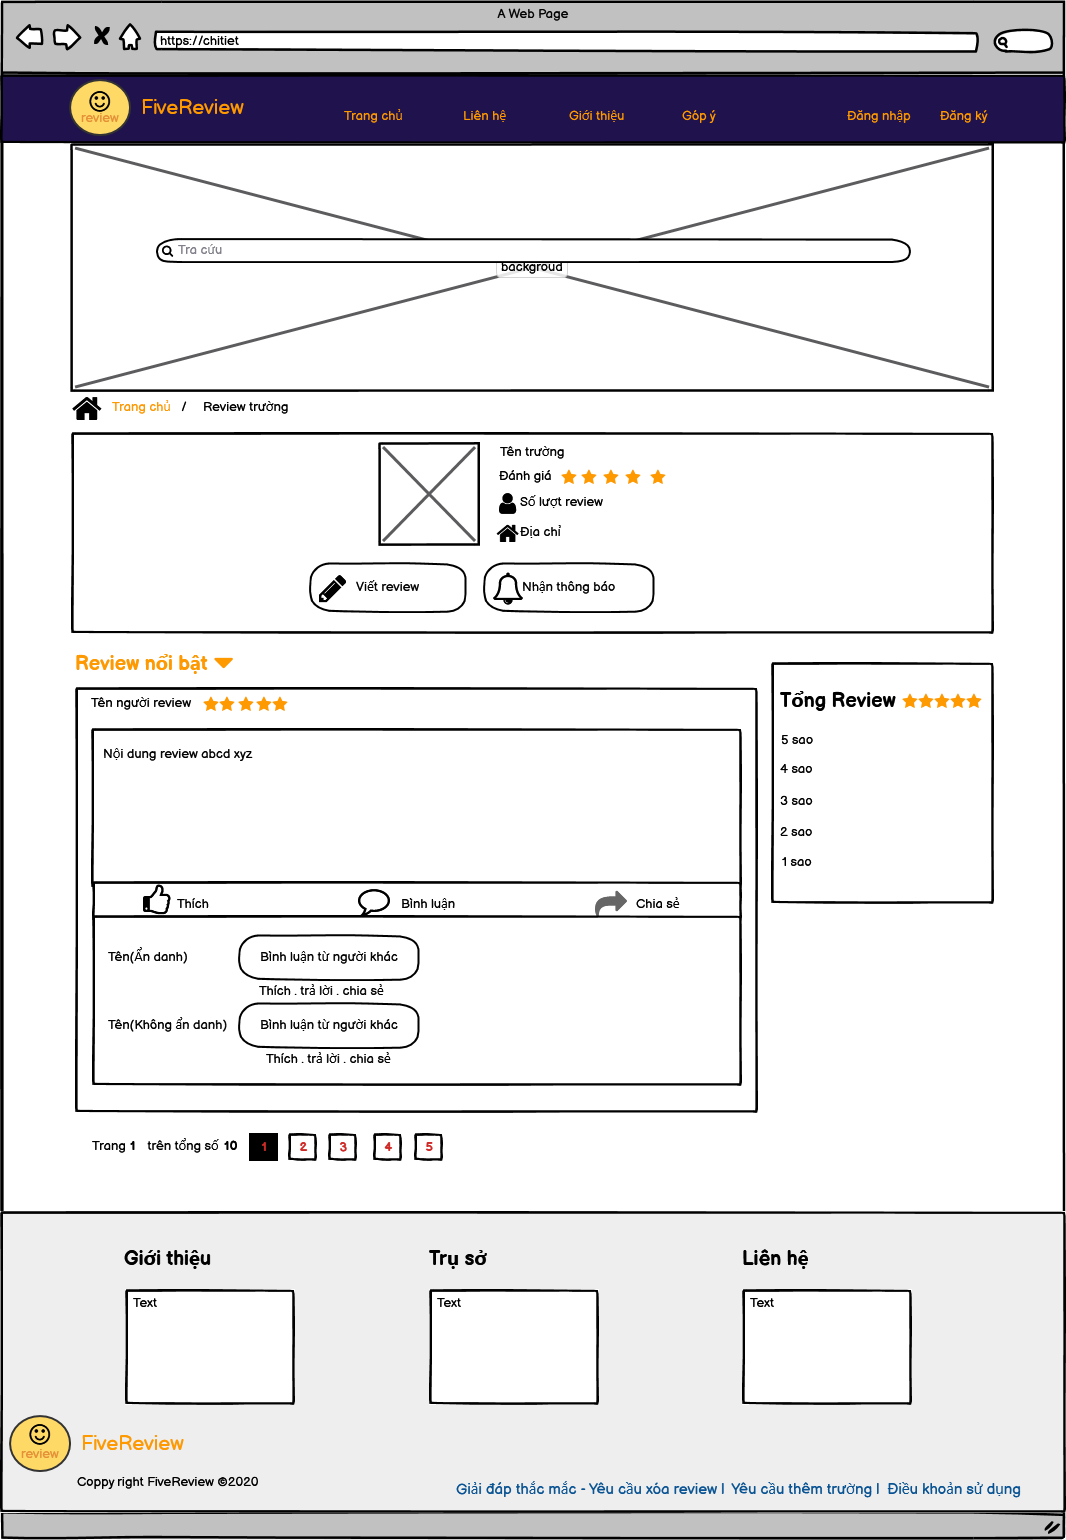 A Web Page
https://chitiet
review
FiveReview
Trang chủ
Liên hệ
Giới thiệu
Góp ý
Đăng nhập
Đăng ký
Tra cứu
backgroud
Trang chủ / Review trường
Tên trường
Đánh giá
Số lượt review
Địa chỉ
Viết review
Nhận thông báo
Review nổi bật
Tên người review
Nội dung review abcd xyz
Thích
Bình luận
Chia sẻ
Tên(Ẩn danh)
Bình luận từ người khác
Thích . trả lời . chia sẻ
Tên(Không ẩn danh)
Bình luận từ người khác
Thích . trả lời . chia sẻ
Tổng Review
5 sao
4 sao
3 sao
2 sao
1 sao
Trang 1 trên tổng số 10 1 2 3 4 5
Giới thiệu
Text
Trụ sở
Text
Liên hệ
Text
review
FiveReview
Coppy right FiveReview ©2020
Giải đáp thắc mắc - Yêu cầu xóa review | Yêu cầu thêm trường | Điều khoản sử dụng